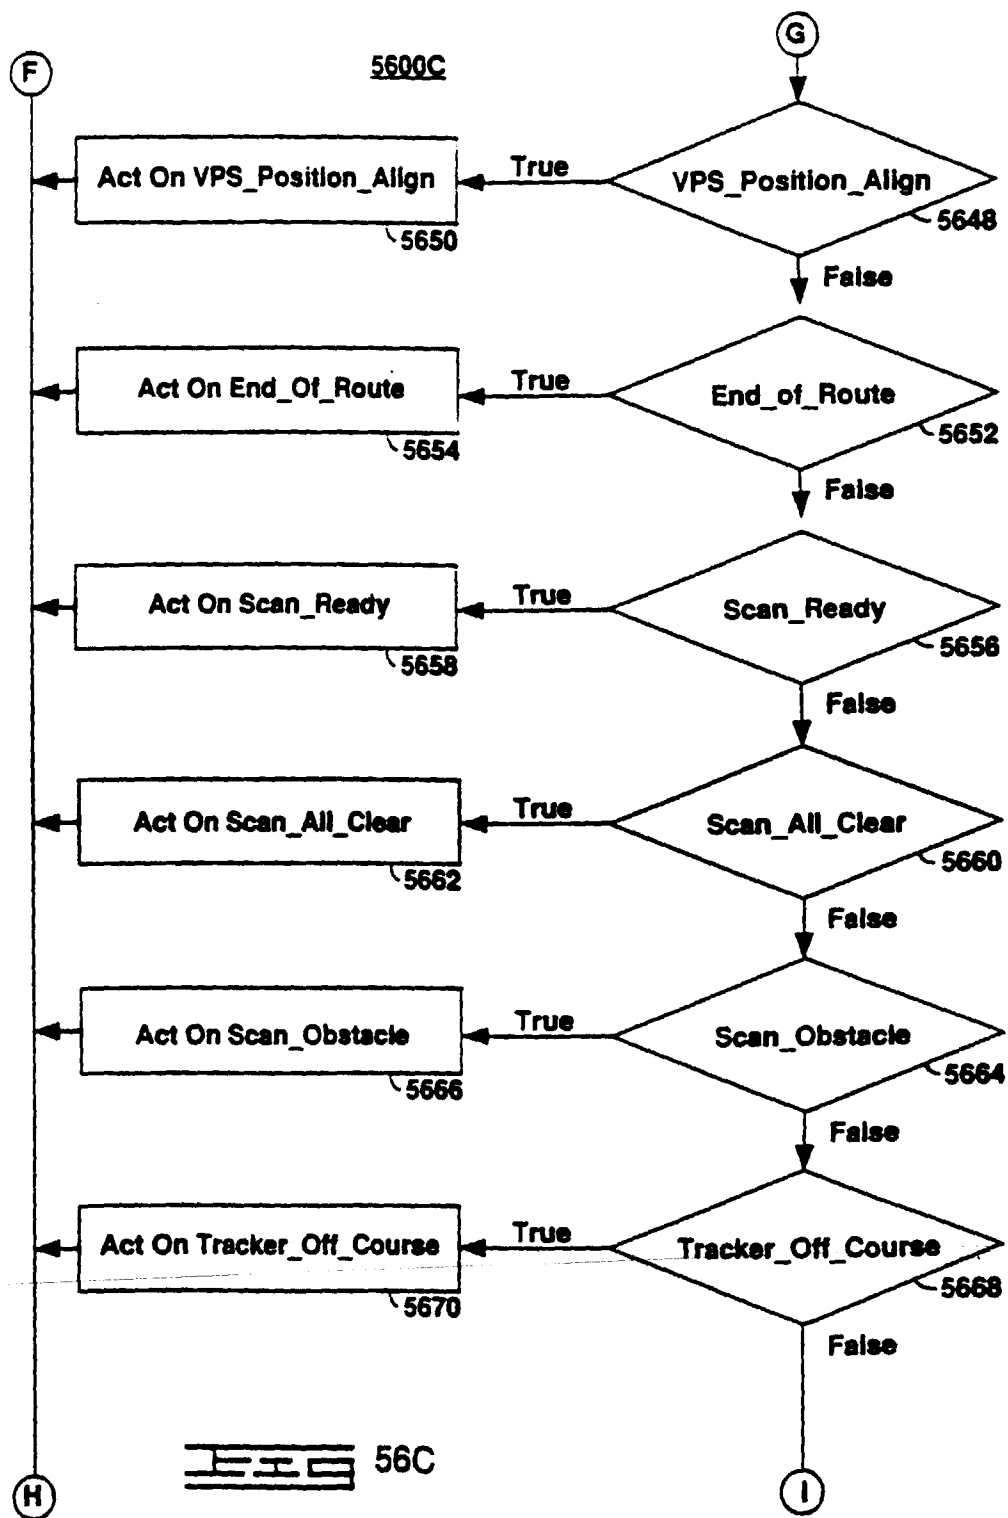 G
F
5600C
Act On VPS_Position_Align
True
VPS_Position_Align
5650
5648
False
Act On End_Of_Route
True
End_of_Route
5654
5652
False
Act On Scan_Ready
True
Scan_Ready
5658
5656
False
Act On Scan_All_Clear
True
Scan_All_Clear
5662
5660
False
Act On Scan_Obstacle
True
Scan_Obstacle
5666
5664
False
Act On Tracker_Off_Course
True
Tracker_Off_Course
5670
5668
False
FIG 56C
H
I